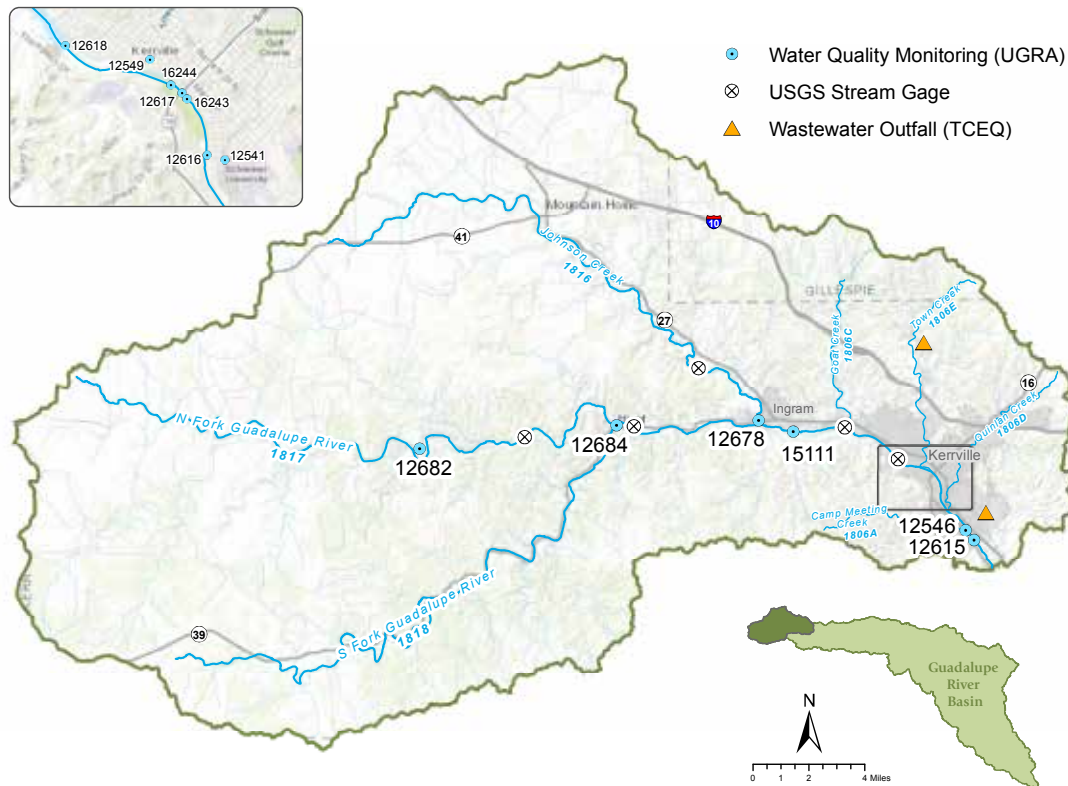 12618
Kerrville
12549
16244
12617
16243
12616
12541
Schreiner
University
Water Quality Monitoring (UGRA)
USGS Stream Gage
Wastewater Outfall (TCEQ)
Mountain Home
10
41
Johnson Creek
1816
GILLESPIE
27
Goat Creek
1806C
Town Creek
1806E
16
Quinlan Creek
1806D
Ingram
N Fork Guadalupe River
1817
12682
12684
12678
15111
Kerrville
Camp Meeting
Creek
1806A
12546
12615
S Fork Guadalupe River
1818
39
Guadalupe
River
Basin
N
0 1 2 4 Miles